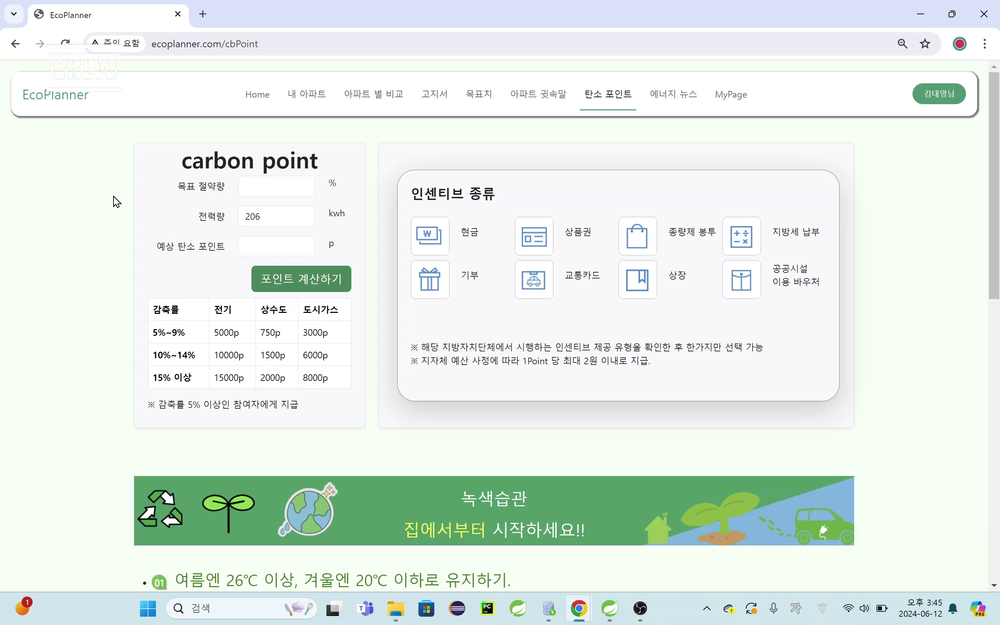 EcoPlanner
주의 요함
ecoplanner.com/cbPoint
VREW
EcoPlanner
Home 내 아파트 아파트 별 비교 고지서 목표치 아파트 귓속말 탄소 포인트 에너지 뉴스 MyPage
김대영님
carbon point
목표 절약량 %
전력량 206 kwh
예상 탄소 포인트 p
포인트 계산하기
감축률 전기 상수도 도시가스
5%~9% 5000p 750p 3000p
10%~14% 10000p 1500p 6000p
15% 이상 15000p 2000p 8000p
※ 감축률 5% 이상인 참여자에게 지급
인센티브 종류
현금 상품권 종량제 봉투 지방세 납부
기부 교통카드 상장 공공시설
이용 바우처
※ 해당 지방자치단체에서 시행하는 인센티브 제공 유형을 확인한 후 한가지만 선택 가능
※ 지자체 예산 사정에 따라 1Point 당 최대 2원 이내로 지급.
녹색습관
집에서부터 시작하세요!!
01 여름엔 26℃ 이상, 겨울엔 20℃ 이하로 유지하기.
1
검색
T
PC
가
ㅎ
오후 3:45
2024-06-12
PRE